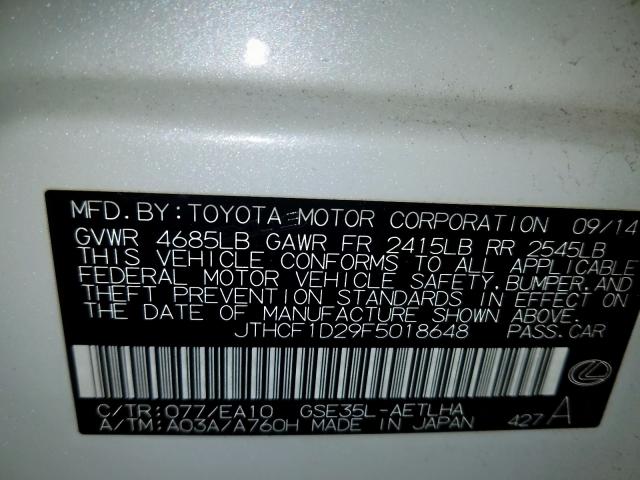 MFD. BY: TOYOTA MOTOR CORPORATION 09/14
GVWR 4685LB GAWR FR 2415LB RR 2545LB
THIS VEHICLE CONFORMS TO ALL APPLICABLE
FEDERAL MOTOR VEHICLE SAFETY, BUMPER, AND
THEFT PREVENTION STANDARDS IN EFFECT ON
THE DATE OF MANUFACTURE SHOWN ABOVE.
JTHCF1D29F5018648 PASS. CAR
C/TR: 077/EA10 GSE35L-AETLHA 427 A
A/TM: A03A/A760H MADE IN JAPAN